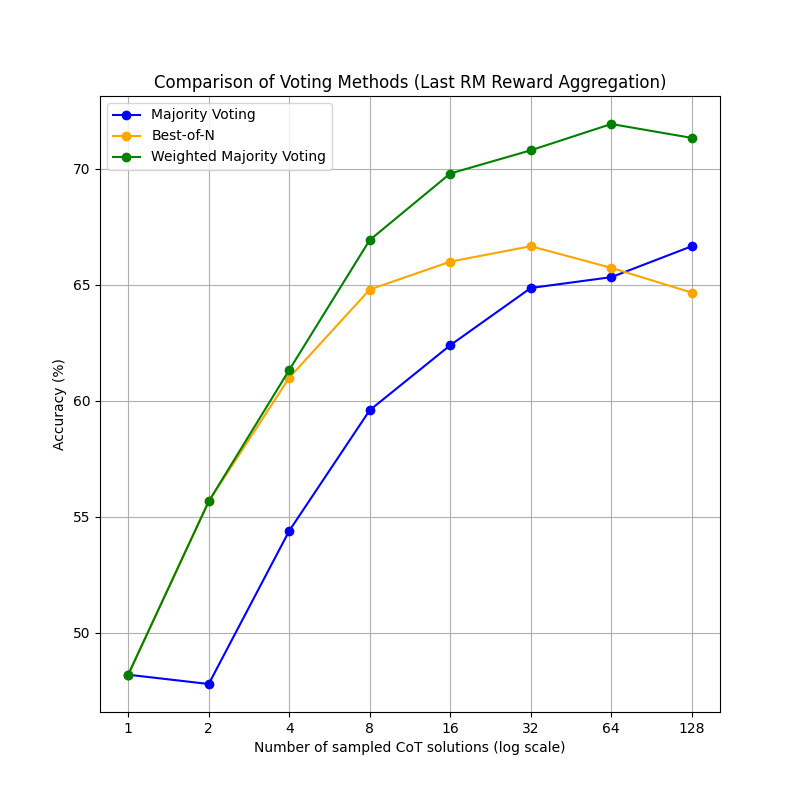 Comparison of Voting Methods (Last RM Reward Aggregation)
Majority Voting
Best-of-N
Weighted Majority Voting
70
65
60
55
50
Accuracy (%)
1 2 4 8 16 32 64 128
Number of sampled CoT solutions (log scale)